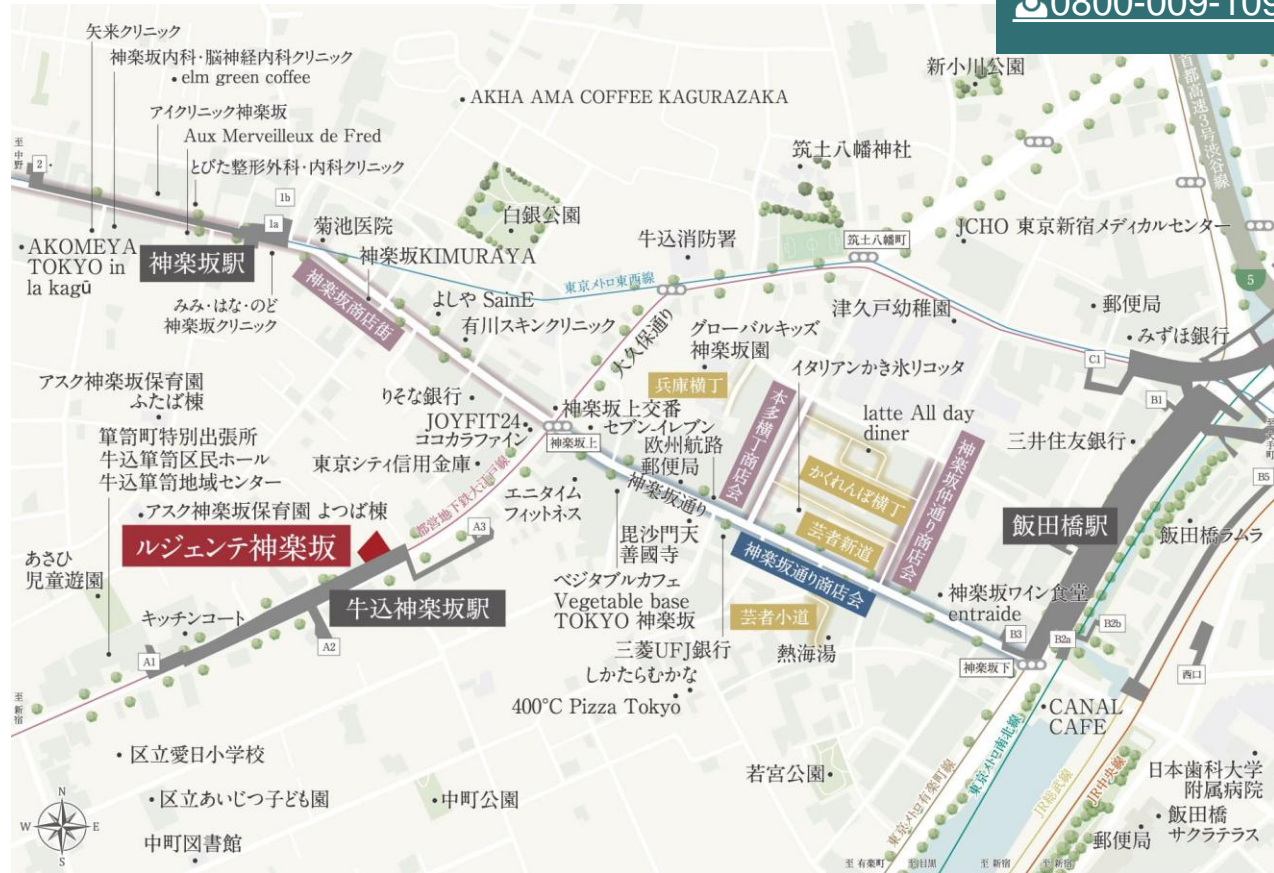 0800-009-109
矢来クリニック
神楽坂内科・脳神経内科クリニック
elm green coffee
アイクリニック神楽坂
Aux Merveilleux de Fred
とびた整形外科・内科クリニック
至 中野
2
1b
1a
AKOMEYA
TOKYO in
la kagū
神楽坂駅
みみ・はな・のど
神楽坂クリニック
菊池医院
神楽坂KIMURAYA
神楽坂商店街
AKHA AMA COFFEE KAGURAZAKA
白銀公園
新小川公園
首都高速3号渋谷線
筑土八幡神社
牛込消防署
筑土八幡町
JCHO 東京新宿メディカルセンター
5
東京メトロ東西線
よしや SainE
有川スキンクリニック
大久保通り
津久戸幼稚園
郵便局
みずほ銀行
C1
B1
グローバルキッズ
神楽坂園
兵庫横丁
イタリアンかき氷リコッタ
アスク神楽坂保育園
ふたば棟
りそな銀行
JOYFIT24
ココカラファイン
東京シティ信用金庫
神楽坂上交番
神楽坂上
セブン-イレブン
欧州航路
郵便局
神楽坂通り
本多横丁商店会
latte All day
diner
かくれんぼ横丁
芸者新道
神楽坂仲通り商店会
三井住友銀行
B5
箪笥町特別出張所
牛込箪笥区民ホール
牛込箪笥地域センター
アスク神楽坂保育園 よつば棟
都営地下鉄大江戸線
A3
エニタイム
フィットネス
ルジェンテ神楽坂
あさひ
児童遊園
牛込神楽坂駅
キッチンコート
A1
A2
毘沙門天
善國寺
ベジタブルカフェ
Vegetable base
TOKYO 神楽坂
神楽坂通り商店会
芸者小道
熱海湯
三菱UFJ銀行
しかたらむかな
400°C Pizza Tokyo
飯田橋駅
飯田橋ラムラ
神楽坂ワイン食堂
entraide
B3
B2a
B2b
神楽坂下
西口
CANAL
CAFE
至 新宿
区立愛日小学校
区立あいじつ子ども園
中町公園
中町図書館
若宮公園
東京メトロ有楽町線
東京メトロ南北線
JR総武線
JR中央線
日本歯科大学
附属病院
飯田橋
サクラテラス
郵便局
至 有楽町
至 目黒
至 新宿
至 新宿
N
W
E
S